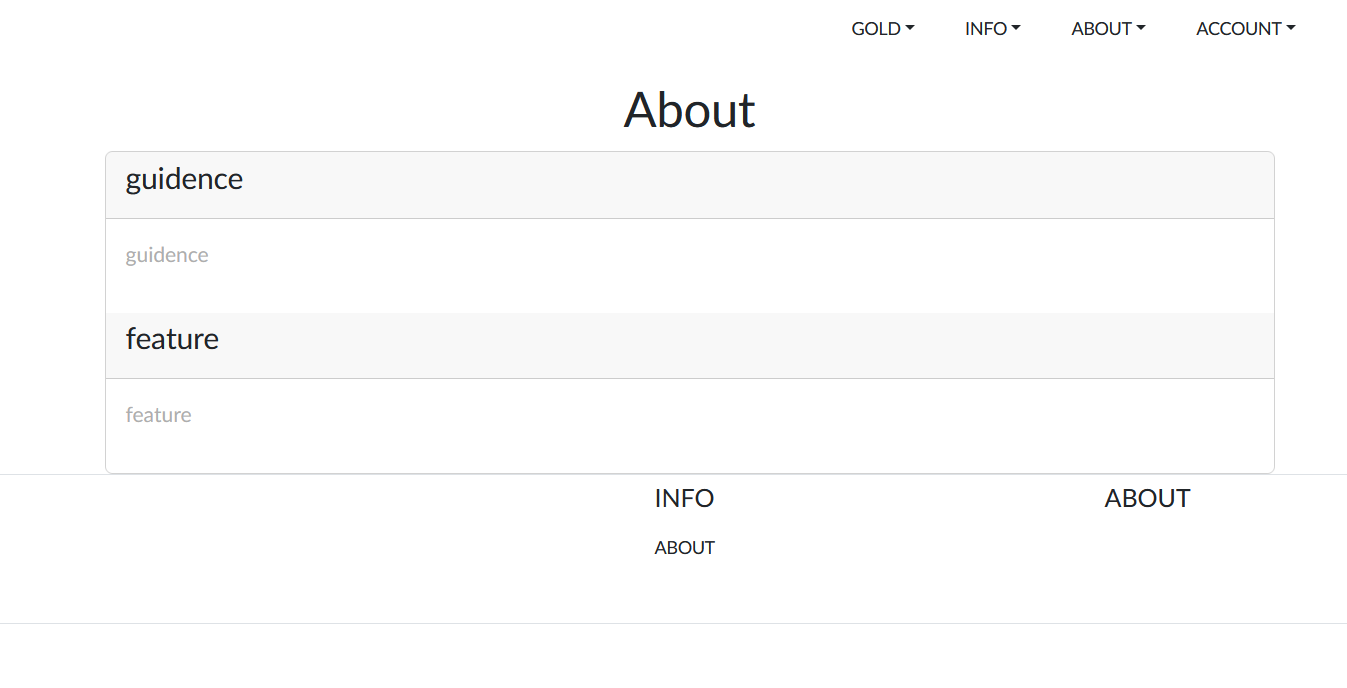 GOLD INFO ABOUT ACCOUNT
About
guidence
guidence
feature
feature
INFO ABOUT
ABOUT